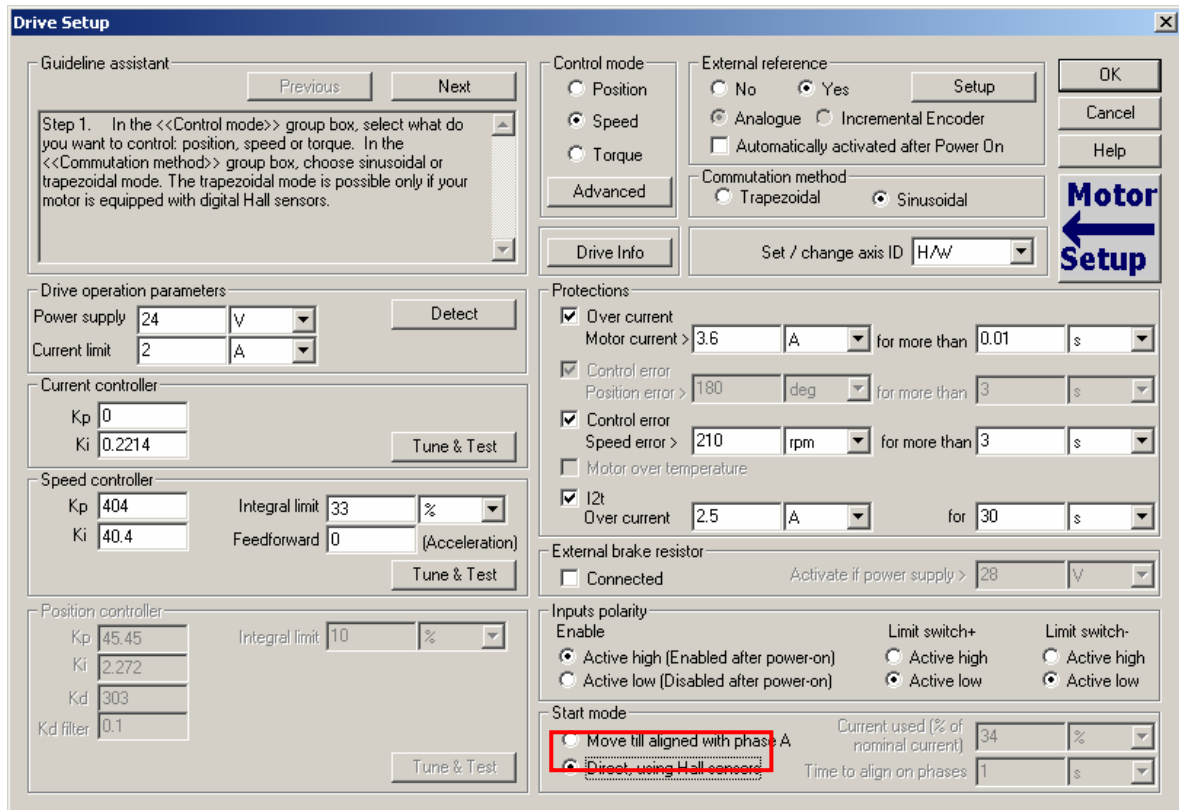 Drive Setup
Guideline assistant
Previous
Next
Step 1. In the <<Control mode>> group box, select what do
you want to control: position, speed or torque. In the
<<Commutation method>> group box, choose sinusoidal or
trapezoidal mode. The trapezoidal mode is possible only if your
motor is equipped with digital Hall sensors.
Control mode
Position
Speed
Torque
Advanced
External reference
No
Yes
Setup
Analogue
Incremental Encoder
Automatically activated after Power On
Commutation method
Trapezoidal
Sinusoidal
OK
Cancel
Help
Motor
Setup
Drive Info
Set / change axis ID H/W
Drive operation parameters
Power supply 24 V
Detect
Current limit 2 A
Current controller
Kp 0
Ki 0.2214
Tune & Test
Speed controller
Kp 404
Integral limit 33 %
Ki 40.4
Feedforward 0 (Acceleration)
Tune & Test
Position controller
Kp 45.45
Integral limit 10 %
Ki 2.272
Kd 303
Kd filter 0.1
Tune & Test
Protections
Over current
Motor current > 3.6 A for more than 0.01 s
Control error
Position error > 180 deg for more than 3 s
Control error
Speed error > 210 rpm for more than 3 s
Motor over temperature
I2t
Over current 2.5 A for 30 s
External brake resistor
Connected
Activate if power supply > 28 V
Inputs polarity
Enable
Active high (Enabled after power-on)
Active low (Disabled after power-on)
Limit switch+
Active high
Active low
Limit switch-
Active high
Active low
Start mode
Move till aligned with phase A
Direct, using Hall sensors
Current used (% of
nominal current) 34 %
Time to align on phases 1 s